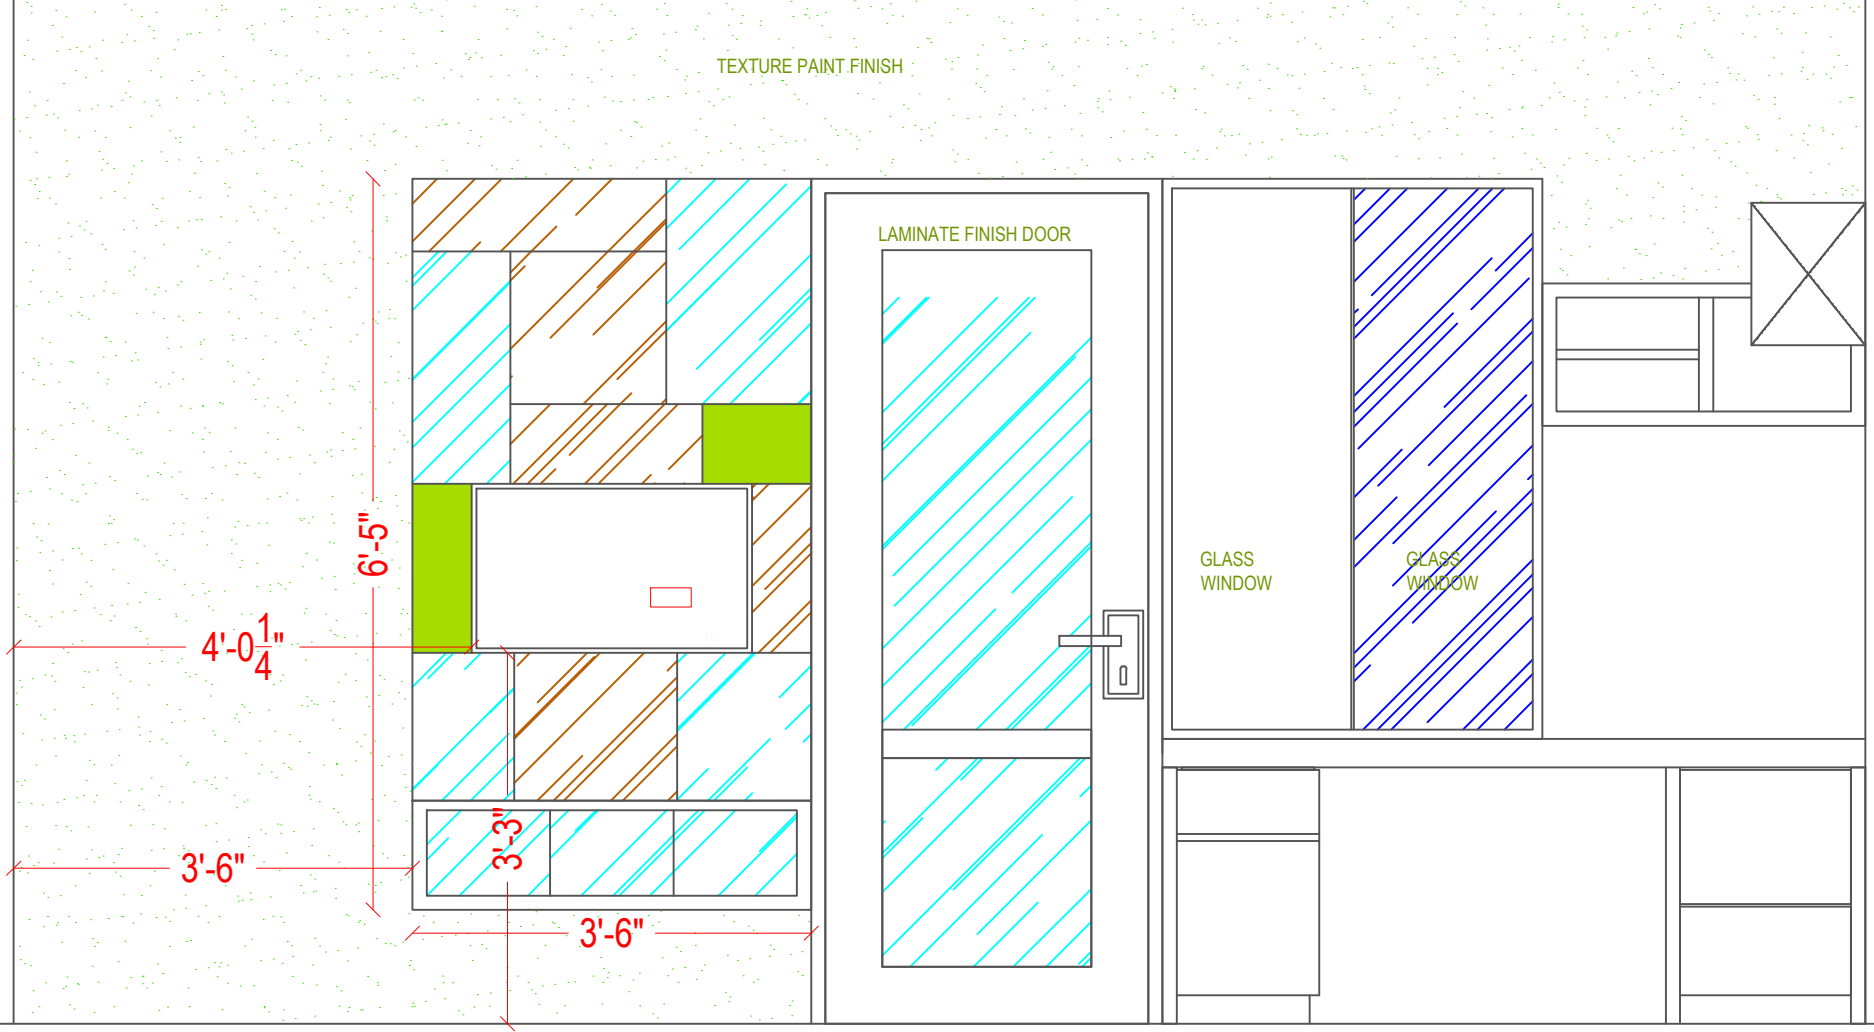 TEXTURE PAINT FINISH
LAMINATE FINISH DOOR
6'-5"
GLASS
WINDOW
GLASS
WINDOW
4'-0 1/4"
3'-3"
3'-6"
3'-6"